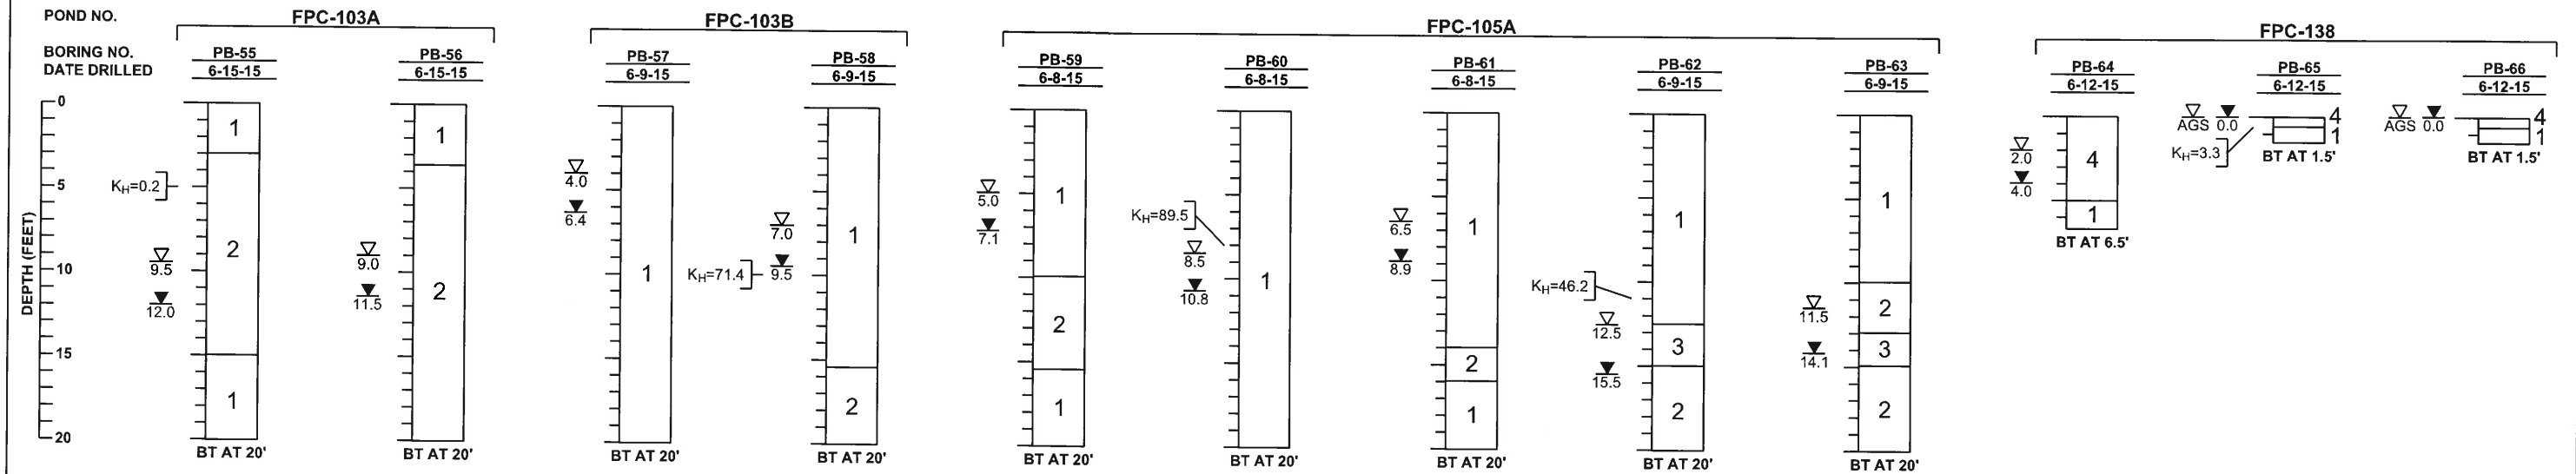 POND NO.
FPC-103A
FPC-103B
FPC-105A
FPC-138
BORING NO.
DATE DRILLED
PB-55
6-15-15
PB-56
6-15-15
PB-57
6-9-15
PB-58
6-9-15
PB-59
6-8-15
PB-60
6-8-15
PB-61
6-8-15
PB-62
6-9-15
PB-63
6-9-15
PB-64
6-12-15
PB-65
6-12-15
PB-66
6-12-15
DEPTH (FEET)
0
5
10
15
20
KH=0.2
9.5
12.0
1
2
1
BT AT 20'
9.0
11.5
1
2
BT AT 20'
4.0
6.4
1
BT AT 20'
7.0
KH=71.4
9.5
1
2
BT AT 20'
5.0
7.1
1
2
1
BT AT 20'
KH=89.5
8.5
10.8
1
BT AT 20'
6.5
8.9
1
2
1
BT AT 20'
KH=46.2
12.5
15.5
1
3
2
BT AT 20'
11.5
14.1
1
2
3
2
BT AT 20'
2.0
4.0
4
1
BT AT 6.5'
AGS 0.0
KH=3.3
4
1
BT AT 1.5'
AGS 0.0
4
1
BT AT 1.5'